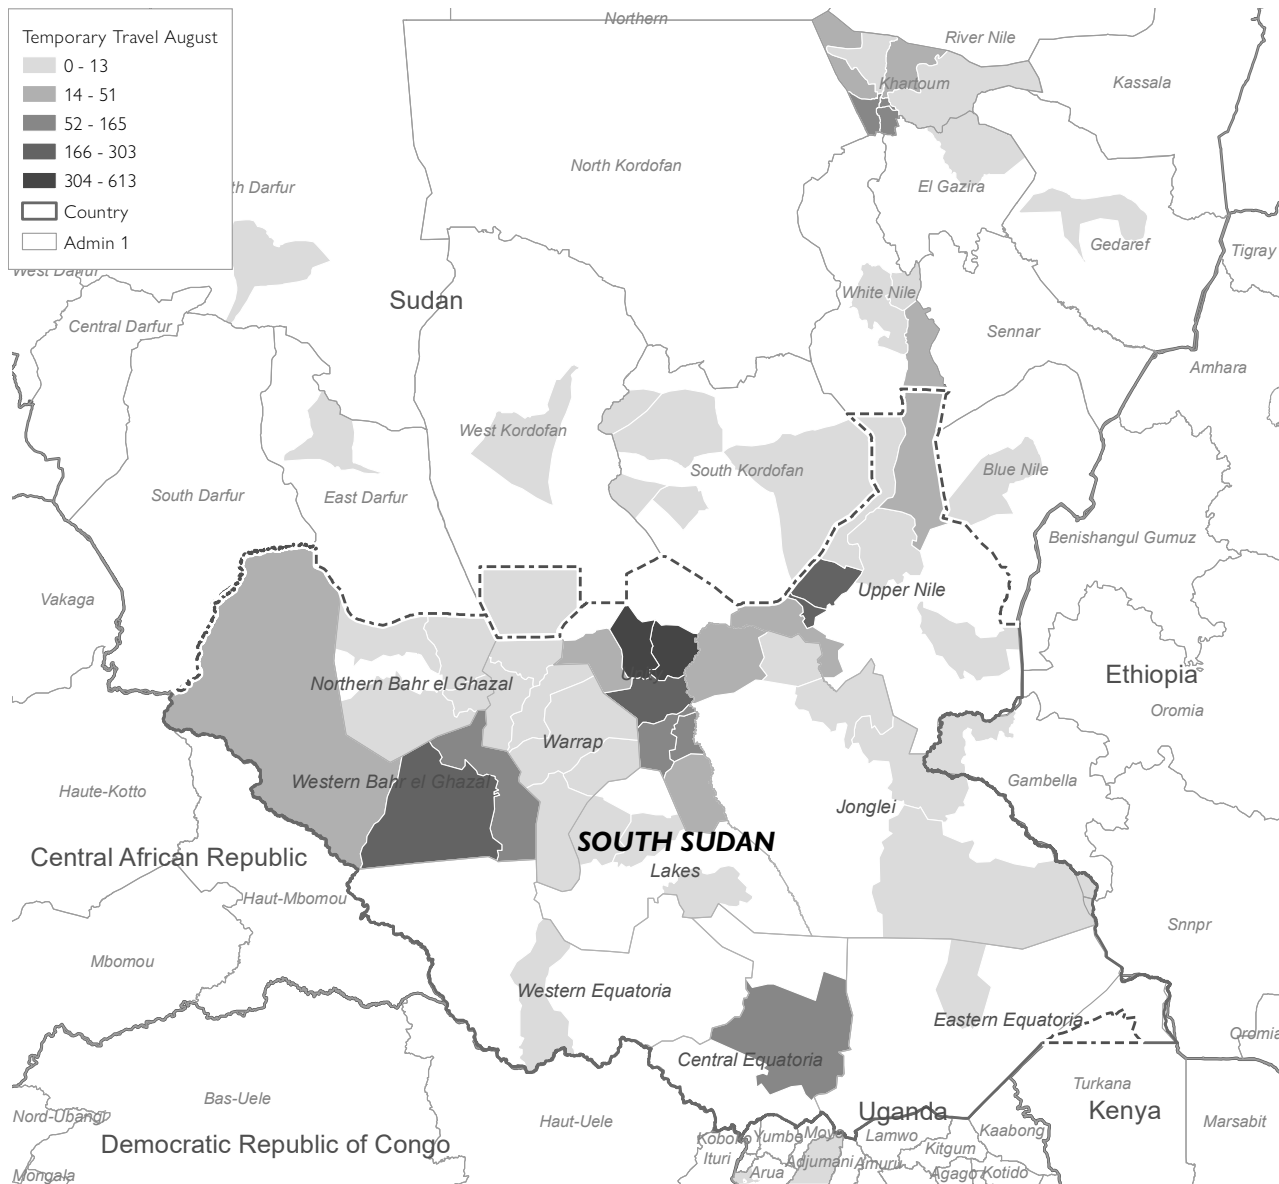 Temporary Travel August
0 - 13
14 - 51
52 - 165
166 - 303
304 - 613
Country
Admin 1
Northern
River Nile
Khartoum
Kassala
North Kordofan
th Darfur
El Gazira
Gedaref
Tigray
West Darfur
Sudan
White Nile
Central Darfur
Sennar
Amhara
West Kordofan
South Kordofan
Blue Nile
South Darfur
East Darfur
Benishangul Gumuz
Vakaga
Upper Nile
Ethiopia
Northern Bahr el Ghazal
Oromia
Warrap
Western Bahr el Ghazal
Gambella
Haute-Kotto
Jonglei
SOUTH SUDAN
Central African Republic
Lakes
Haut-Mbomou
Snnpr
Mbomou
Western Equatoria
Eastern Equatoria
Oromia
Central Equatoria
Turkana
Bas-Uele
Nord-Ubangi
Uganda
Kenya
Haut-Uele
Marsabit
Democratic Republic of Congo
Koboko
Yumbe
Moyo
Lamwo
Kaabong
Ituri
Kitgum
Adjumani
Amuru
Mongala
Arua
Agago
Kotido